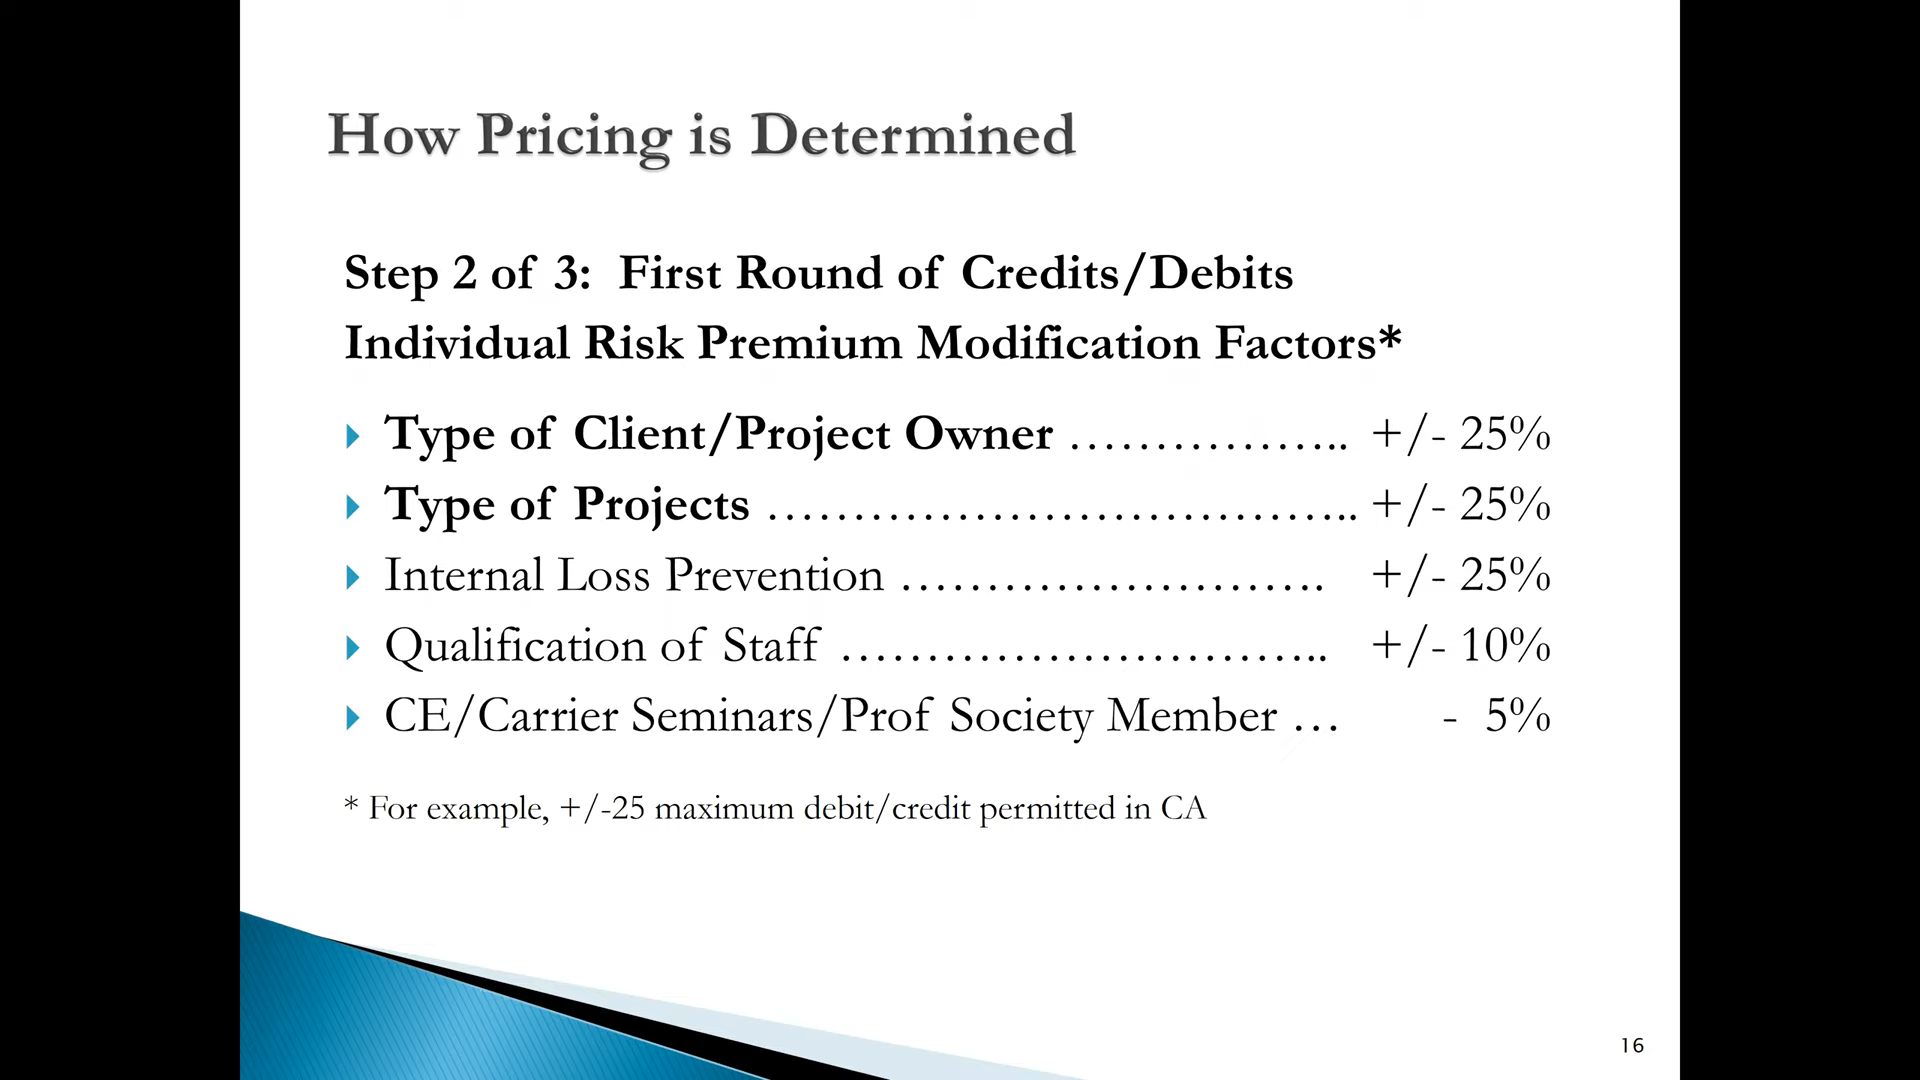 How Pricing is Determined
Step 2 of 3: First Round of Credits/Debits
Individual Risk Premium Modification Factors*
Type of Client/Project Owner …………….. +/- 25%
Type of Projects …………………………….. +/- 25%
Internal Loss Prevention ……………………. +/- 25%
Qualification of Staff ……………………….. +/- 10%
CE/Carrier Seminars/Prof Society Member … - 5%
* For example, +/-25 maximum debit/credit permitted in CA
16